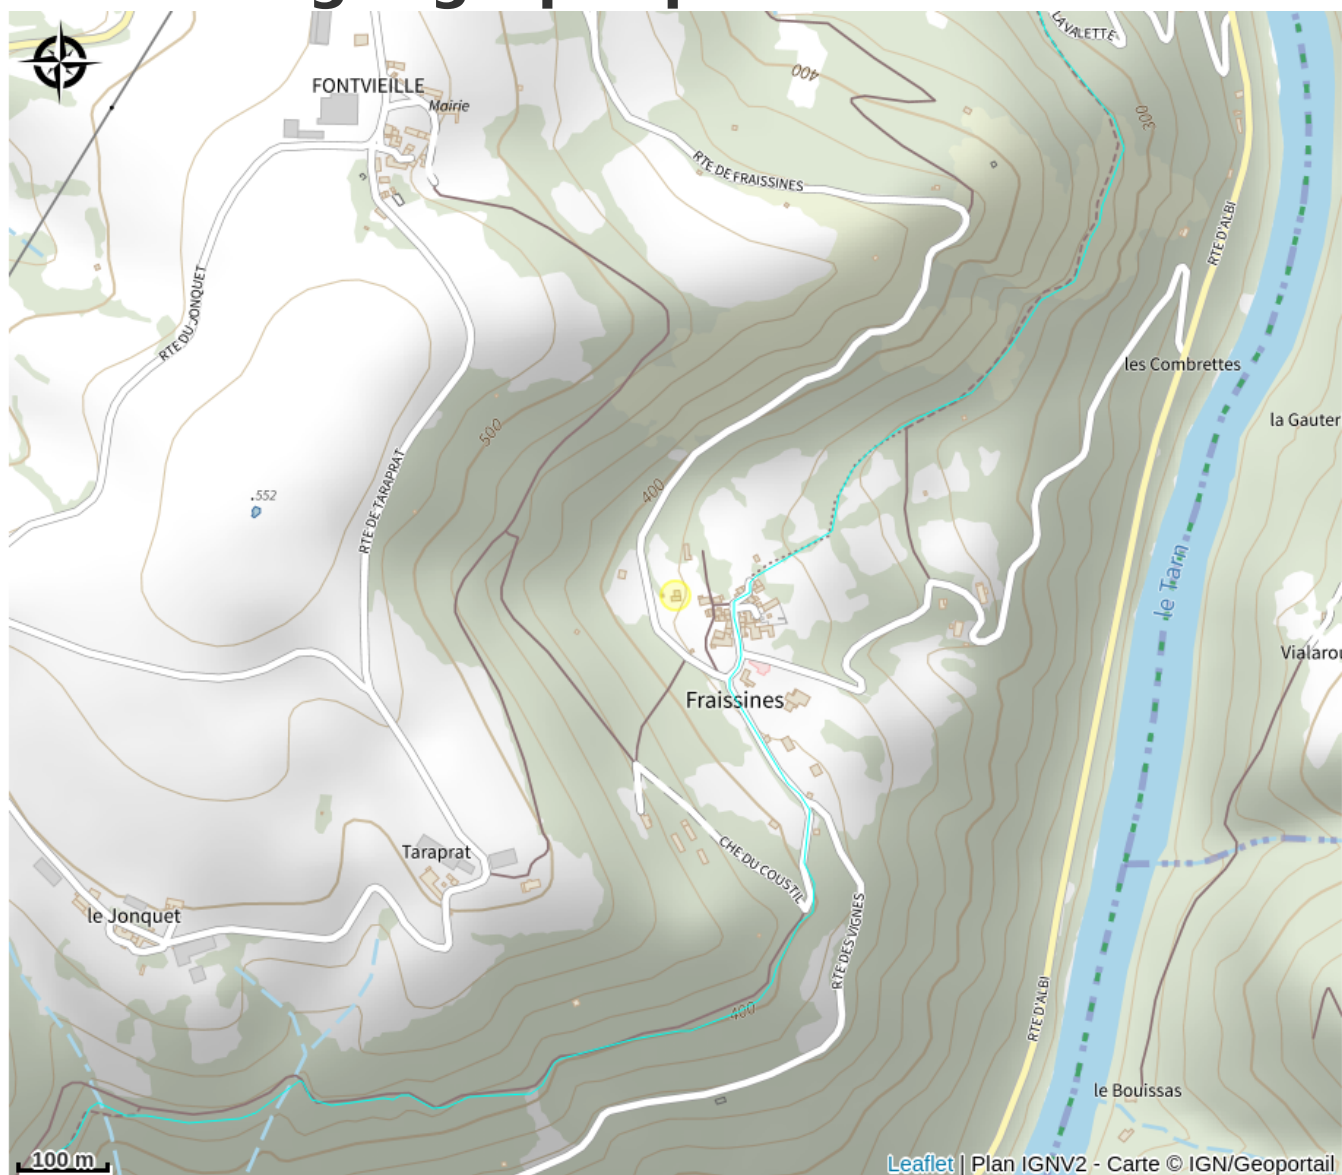 LA VALETTE
400
FONTVIEILLE
Mairie
300
RTE DE FRAISSINES
RTE D'ALBI
RTE DU JONQUET
les Combrettes
la Gauter
500
400
.552
RTE DE TARAPRAT
le Tarn
Vialarou
Fraissines
Taraprat
CHE DU COUSTIL
le Jonquet
RTE DES VIGNES
400
RTE D'ALBI
le Bouissas
100 m
Leaflet | Plan IGNV2 - Carte © IGN/Geoportail